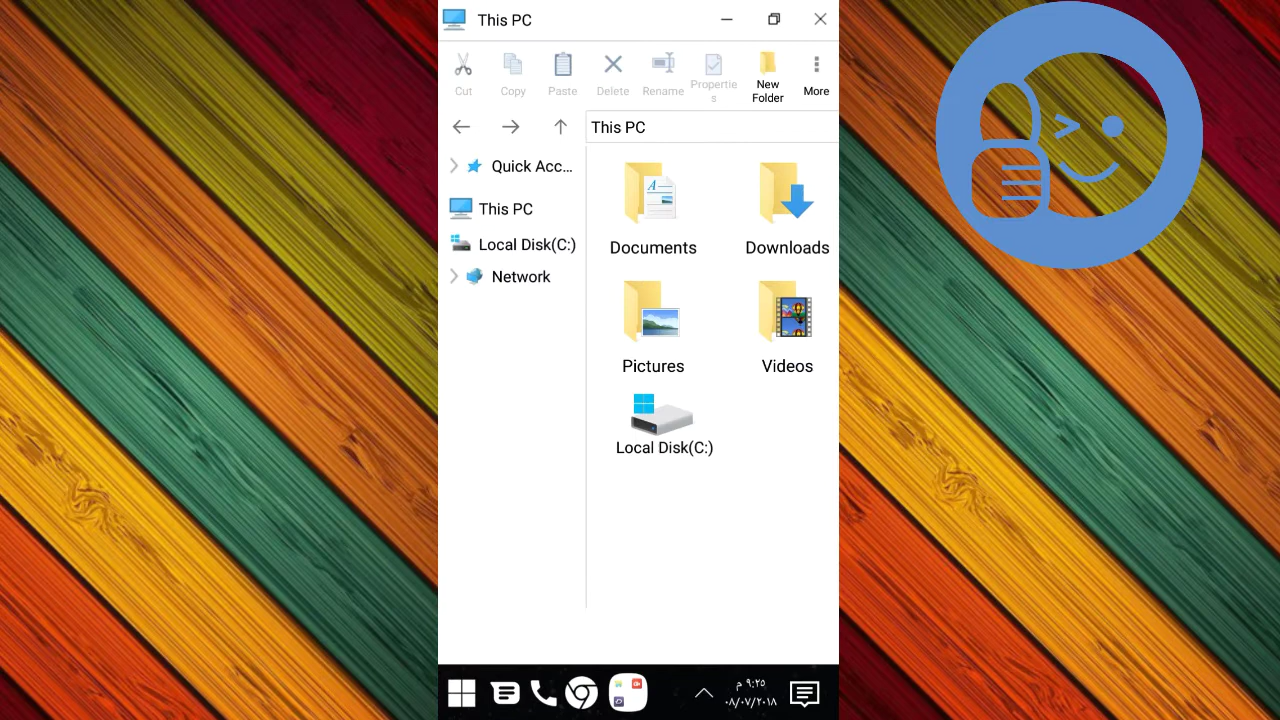 This PC
Cut
Copy
Paste
Delete
Rename
Propertie
s
New
Folder
More
This PC
Quick Acc...
This PC
Local Disk(C:)
Network
Documents
Downloads
Pictures
Videos
Local Disk(C:)
٩:٢٥ م
٠٨/٠٧/٢٠١٨